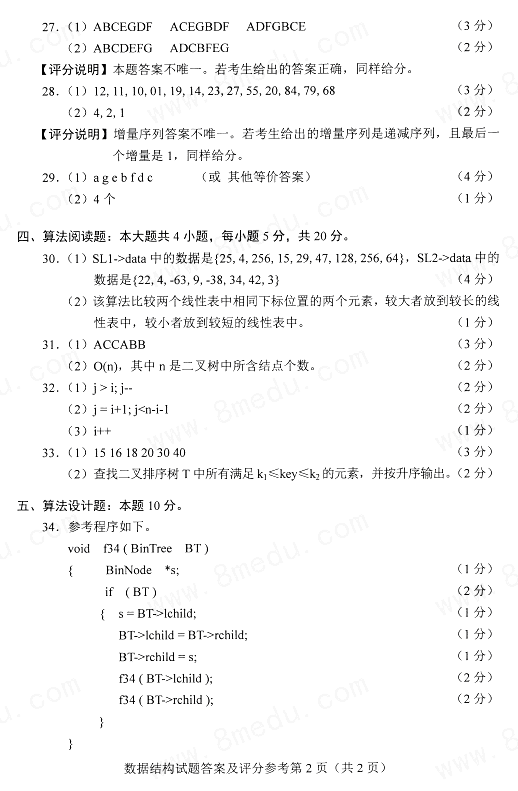 27.（1）ABCEGDF ACEGBDF ADFGBCE （3 分）
（2）ABCDEFG ADCBFEG （2 分）
【评分说明】本题答案不唯一。若考生给出的答案正确，同样给分。
28.（1）12, 11, 10, 01, 19, 14, 23, 27, 55, 20, 84, 79, 68 （3 分）
（2）4, 2, 1 （2 分）
【评分说明】增量序列答案不唯一。若考生给出的增量序列是递减序列，且最后一
个增量是 1，同样给分。
29.（1）a g e b f d c （或 其他等价答案） （4 分）
（2）4 个 （1 分）
四、算法阅读题：本大题共 4 小题，每小题 5 分，共 20 分。
30.（1）SL1->data 中的数据是{25, 4, 256, 15, 29, 47, 128, 256, 64}，SL2->data 中的
数据是{22, 4, -63, 9, -38, 34, 42, 3} （4 分）
（2）该算法比较两个线性表中相同下标位置的两个元素，较大者放到较长的线
性表中，较小者放到较短的线性表中。 （1 分）
31.（1）ACCABB （3 分）
（2）O(n)，其中 n 是二叉树中所含结点个数。 （2 分）
32.（1）j > i; j-- （2 分）
（2）j = i+1; j<n-i-1 （2 分）
（3）i++ （1 分）
33.（1）15 16 18 20 30 40 （3 分）
（2）查找二叉排序树 T 中所有满足 k₁≤key≤k₂ 的元素，并按升序输出。（2 分）
五、算法设计题：本题 10 分。
34. 参考程序如下。
void f34 ( BinTree BT )
{ BinNode *s; （1 分）
if ( BT ) （2 分）
{ s = BT->lchild; （1 分）
BT->lchild = BT->rchild; （1 分）
BT->rchild = s; （1 分）
f34 ( BT->lchild ); （2 分）
f34 ( BT->rchild ); （2 分）
}
}
数据结构试题答案及评分参考第 2 页（共 2 页）
www.8medu.com